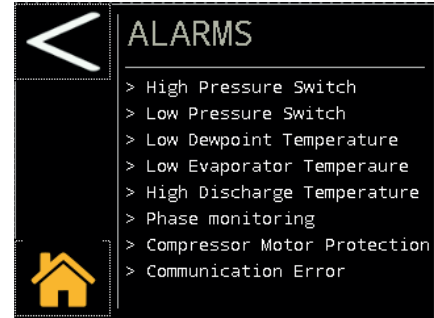 ALARMS
> High Pressure Switch
> Low Pressure Switch
> Low Dewpoint Temperature
> Low Evaporator Temperaure
> High Discharge Temperature
> Phase monitoring
> Compressor Motor Protection
> Communication Error